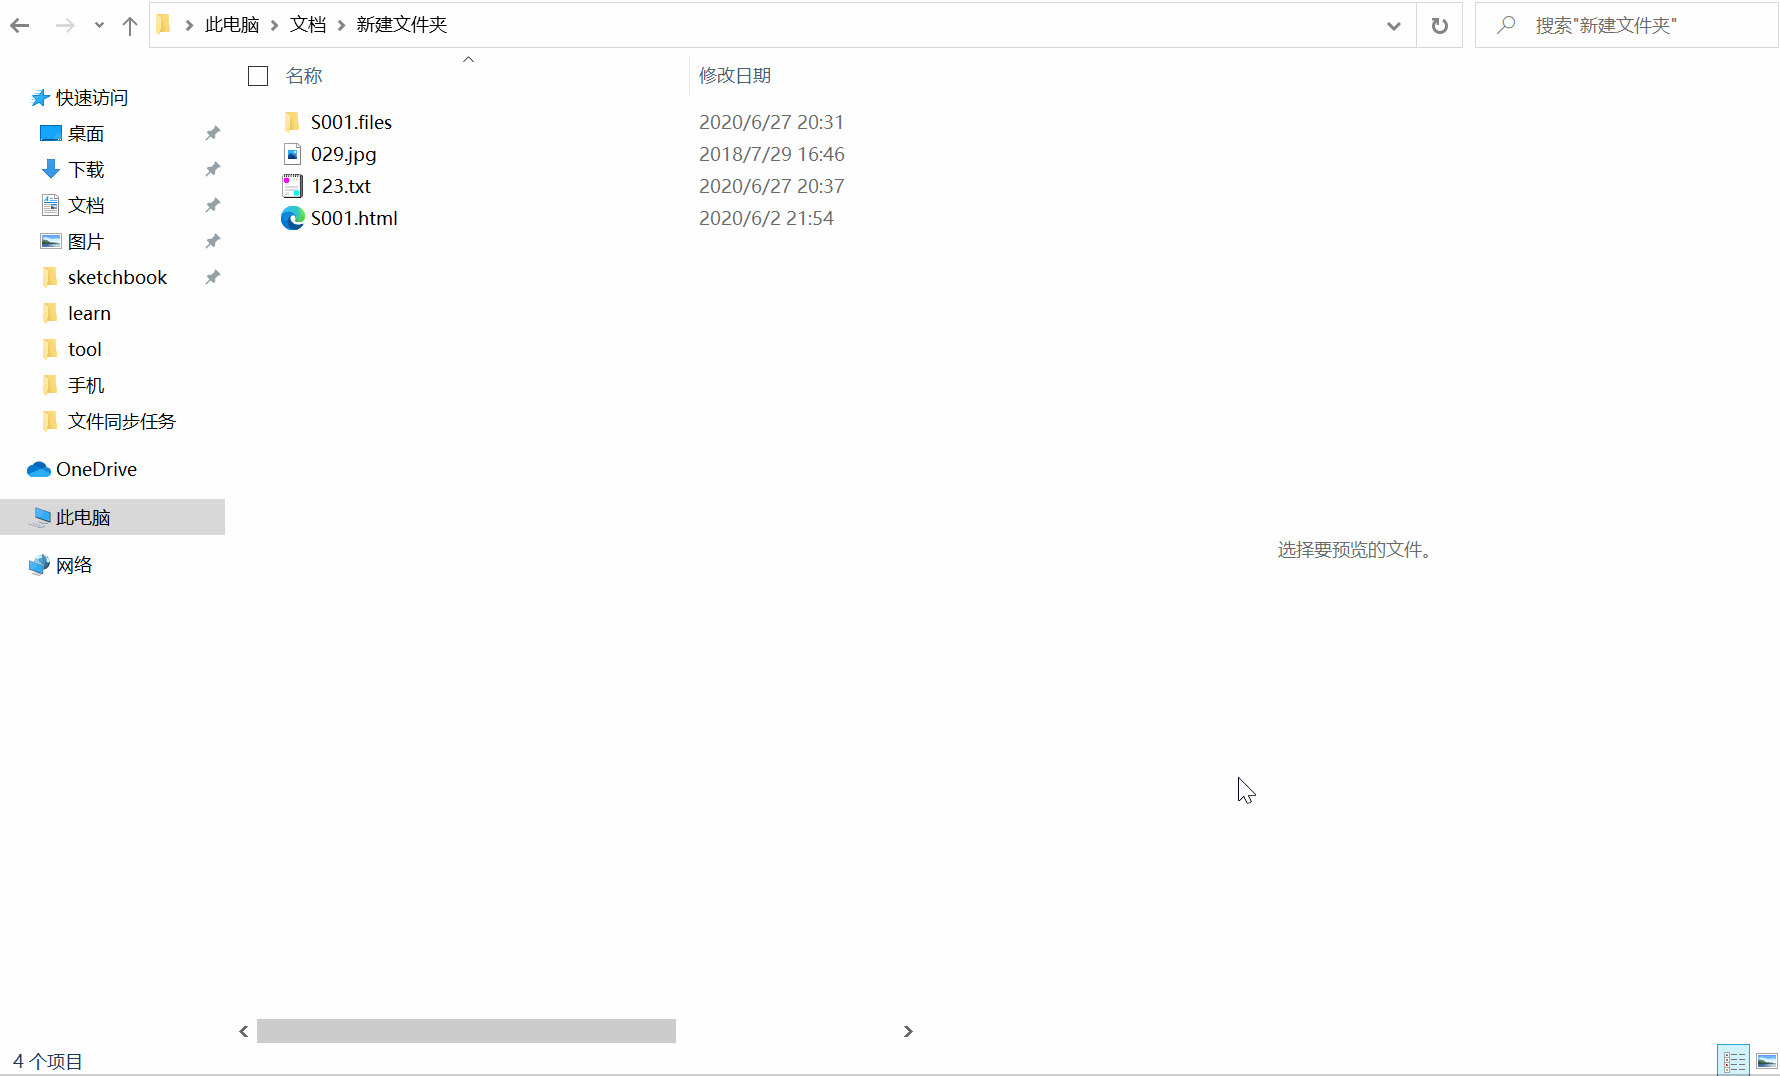 此电脑 文档 新建文件夹
搜索"新建文件夹"
名称 修改日期
快速访问
桌面
下载
文档
图片
sketchbook
learn
tool
手机
文件同步任务
OneDrive
此电脑
网络
S001.files 2020/6/27 20:31
029.jpg 2018/7/29 16:46
123.txt 2020/6/27 20:37
S001.html 2020/6/2 21:54
选择要预览的文件。
4 个项目